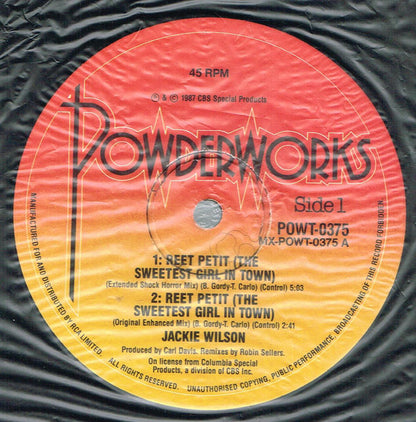 45 RPM
℗ & © 1987 CBS Special Products
POWDERWORKS
Side 1
POWT-0375
MX-POWT-0375 A
1: REET PETIT (THE
SWEETEST GIRL IN TOWN)
(Extended Shock Horror Mix) (B. Gordy-T. Carlo) (Control) 5:03
2: REET PETIT (THE
SWEETEST GIRL IN TOWN)
(Original Enhanced Mix) (B. Gordy-T. Carlo) (Control) 2:41
JACKIE WILSON
Produced by Carl Davis. Remixes by Robin Sellers.
On license from Columbia Special
Products, a division of CBS Inc.
MANUFACTURED FOR AND DISTRIBUTED BY RCA LIMITED. ALL RIGHTS RESERVED. UNAUTHORISED COPYING, PUBLIC PERFORMANCE, BROADCASTING OF THIS RECORD FORBIDDEN